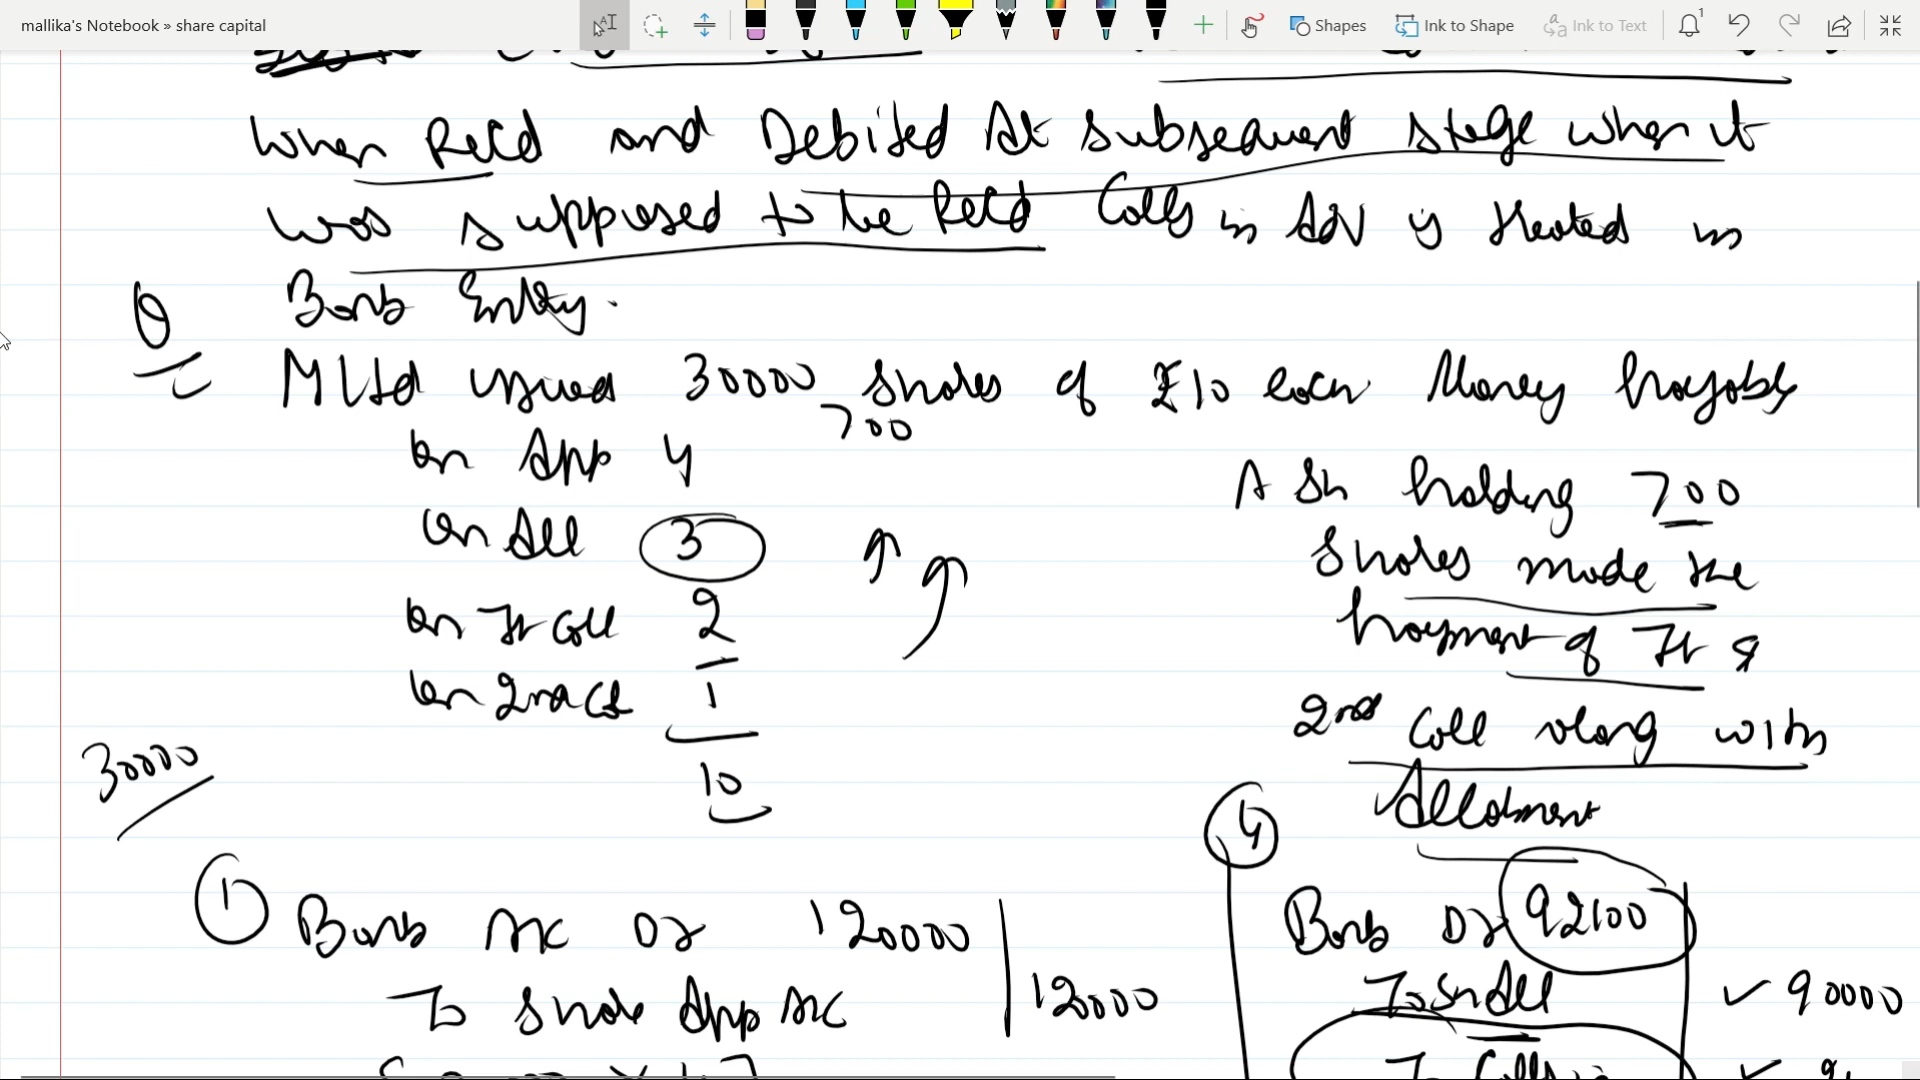 mallika's Notebook » share capital
Shapes
Ink to Shape
Ink to Text
1
when Recd and Debited At subsequent stage when it
was supposed to be Recd Calls in Adv is treated in
Bank Entry.
Q
M Ltd issued 30000 shares of ₹10 each Money payable
700
on App 4
on All 3
on Ist Call 2
on 2nd
1
10
A Sh holding 700
Shares made the
payment of Ist &
2nd Call along with
Allotment
30000
1 Bank A/c Dr 120000
To Share App A/c 120000
4
Bank Dr 92100
To Sh All 90000
To Calls in